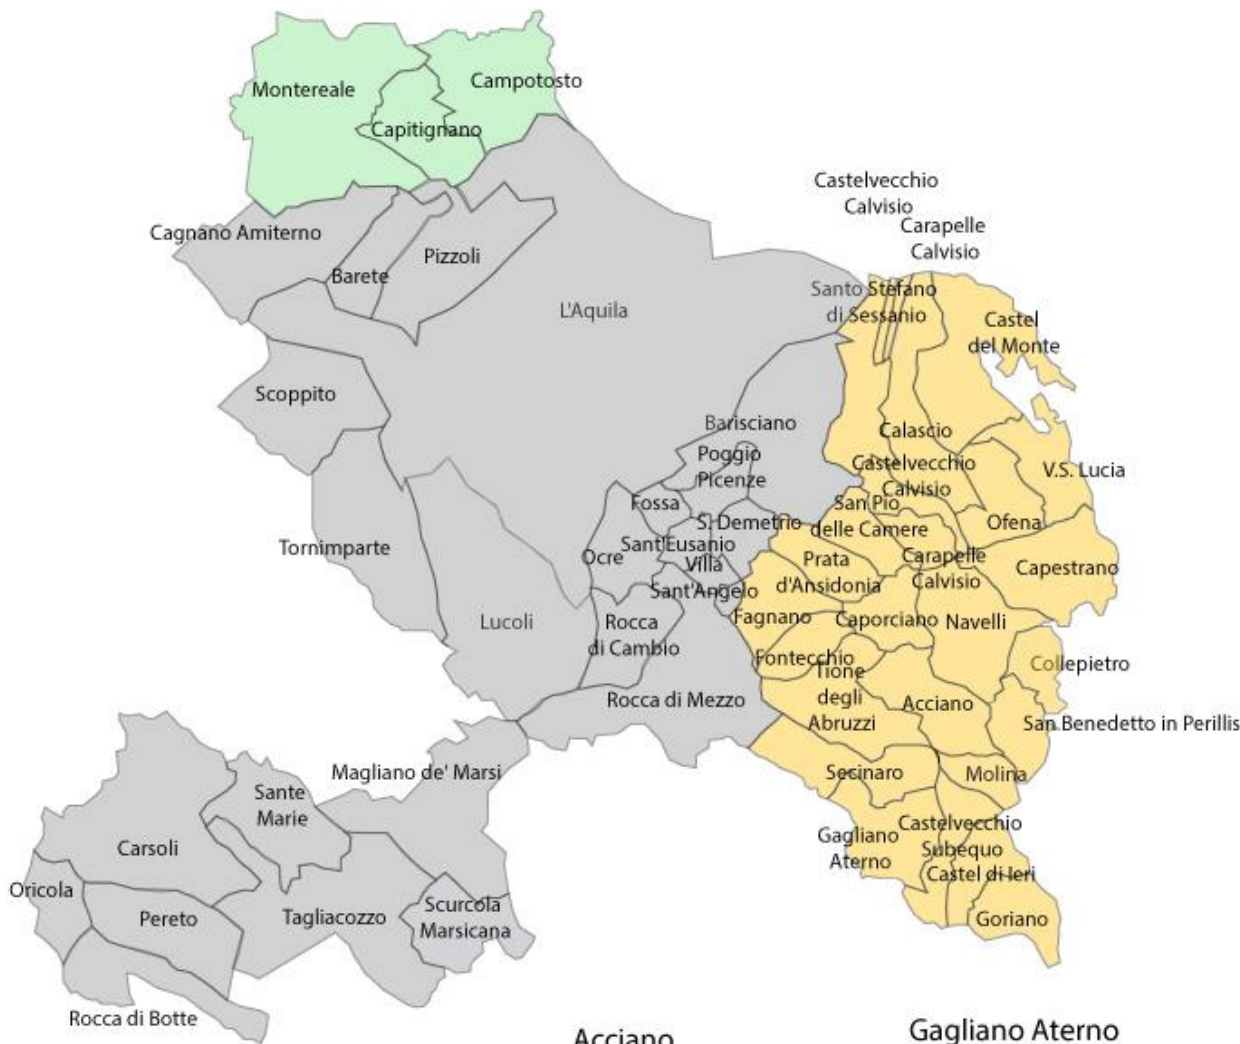 Montereale
Campotosto
Capitignano
Castelvecchio
Calvisio
Carapelle
Calvisio
Cagnano Amiterno
Barete
Pizzoli
L'Aquila
Santo Stefano
di Sessanio
Castel
del Monte
Scoppito
Barisciano
Calascio
Poggio
Picenze
Castelvecchio
Calvisio
V.S. Lucia
Fossa
San Pio
delle Camere
S. Demetrio
Ofena
Tornimparte
Ocre
Sant'Eusanio
Villa
Sant'Angelo
Prata
d'Ansidonia
Carapelle
Calvisio
Capestrano
Lucoli
Rocca
di Cambio
Fagnano
Caporciano
Navelli
Fontecchio
Collepietro
Tione
degli
Abruzzi
Rocca di Mezzo
Acciano
San Benedetto in Perillis
Magliano de' Marsi
Secinaro
Molina
Sante
Marie
Carsoli
Gagliano
Aterno
Castelvecchio
Subequo
Castel di Ieri
Oricola
Pereto
Tagliacozzo
Scurcola
Marsicana
Goriano
Rocca di Botte
Acciano
Gagliano Aterno